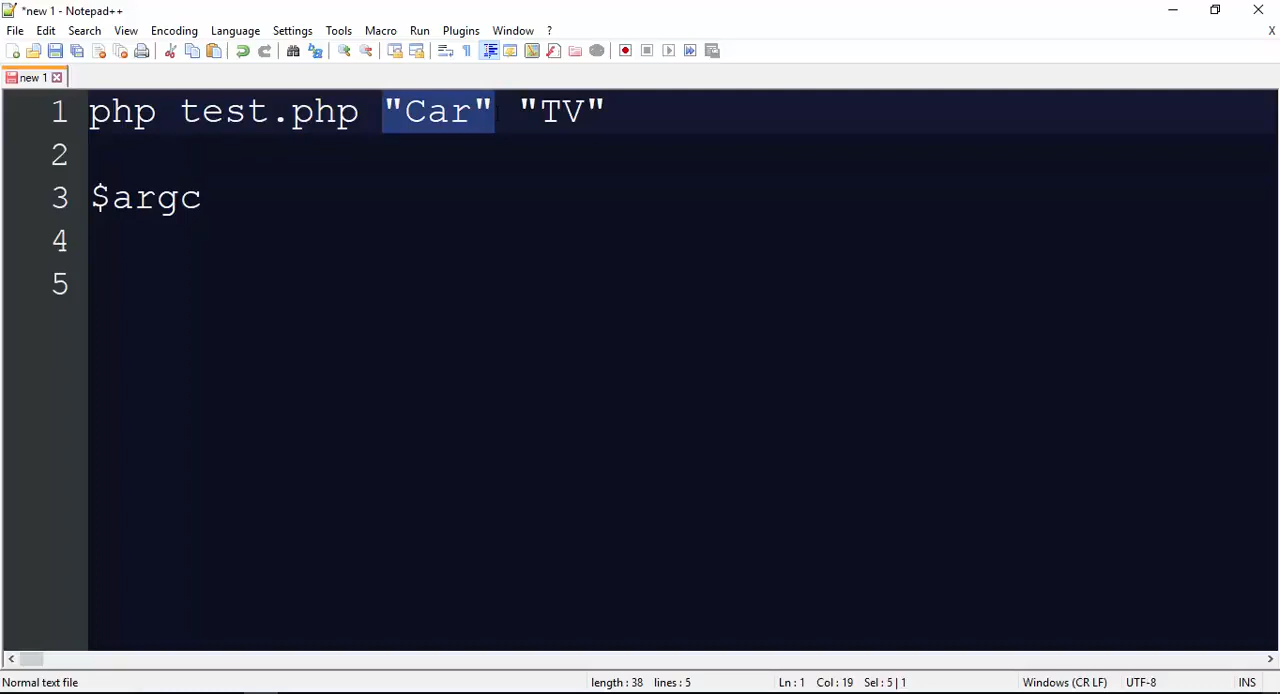 *new 1 - Notepad++
File Edit Search View Encoding Language Settings Tools Macro Run Plugins Window ? X
new 1
1 php test.php "Car" "TV"
2
3 $argc
4
5
Normal text file length : 38 lines : 5 Ln : 1 Col : 19 Sel : 5 | 1 Windows (CR LF) UTF-8 INS